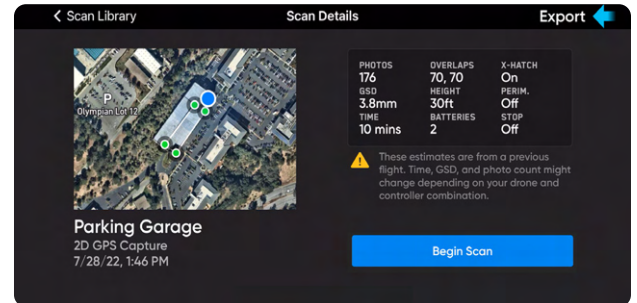 Scan Library
Scan Details
Export
P
Olympian Lot 12
PHOTOS OVERLAPS X-HATCH
176 70, 70 On
GSD HEIGHT PERIM.
3.8mm 30ft Off
TIME BATTERIES STOP
10 mins 2 Off
These estimates are from a previous
flight. Time, GSD, and photo count might
change depending on your drone and
controller combination.
Parking Garage
2D GPS Capture
7/28/22, 1:46 PM
Begin Scan